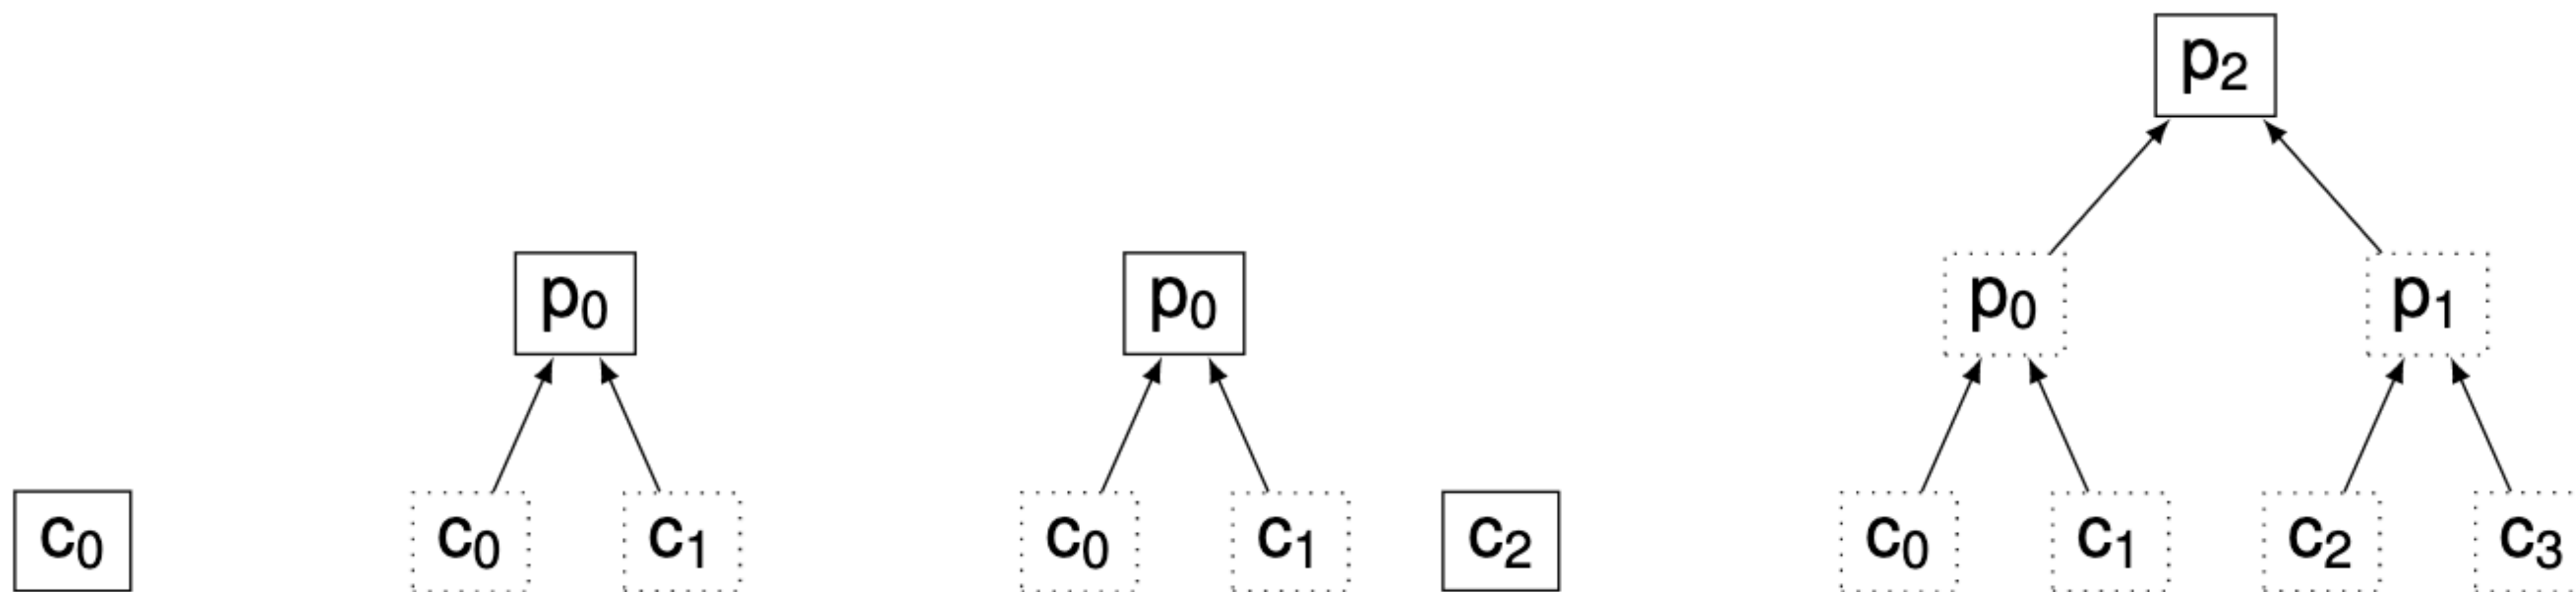 p₂
p₀ p₀ p₀ p₁
c₀ c₀ c₁ c₀ c₁ c₂ c₀ c₁ c₂ c₃